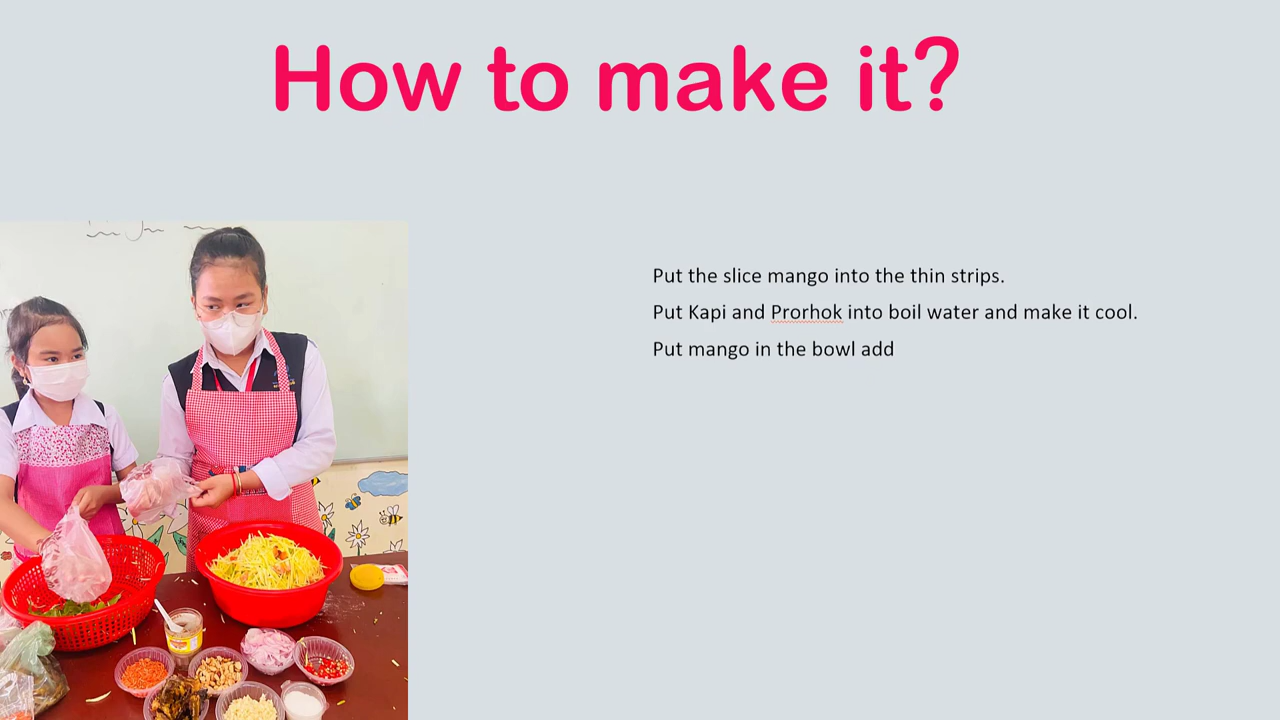 How to make it?
Put the slice mango into the thin strips.
Put Kapi and Prorhok into boil water and make it cool.
Put mango in the bowl add